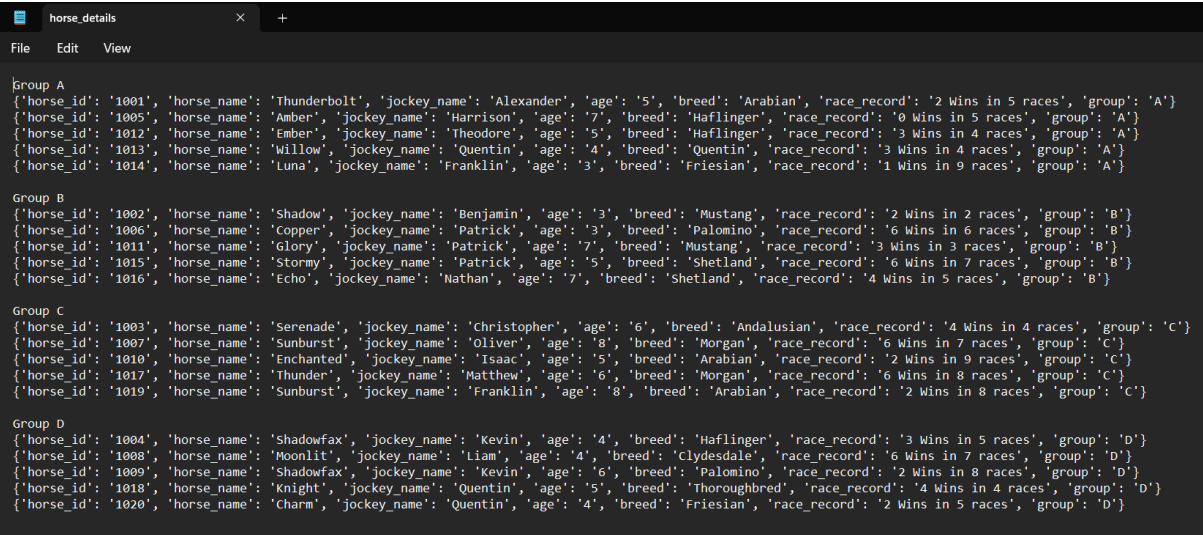 horse_details
File Edit View
Group A
{'horse_id': '1001', 'horse_name': 'Thunderbolt', 'jockey_name': 'Alexander', 'age': '5', 'breed': 'Arabian', 'race_record': '2 Wins in 5 races', 'group': 'A'}
{'horse_id': '1005', 'horse_name': 'Amber', 'jockey_name': 'Harrison', 'age': '7', 'breed': 'Haflinger', 'race_record': '0 Wins in 5 races', 'group': 'A'}
{'horse_id': '1012', 'horse_name': 'Ember', 'jockey_name': 'Theodore', 'age': '5', 'breed': 'Haflinger', 'race_record': '3 Wins in 4 races', 'group': 'A'}
{'horse_id': '1013', 'horse_name': 'Willow', 'jockey_name': 'Quentin', 'age': '4', 'breed': 'Quentin', 'race_record': '3 Wins in 4 races', 'group': 'A'}
{'horse_id': '1014', 'horse_name': 'Luna', 'jockey_name': 'Franklin', 'age': '3', 'breed': 'Friesian', 'race_record': '1 Wins in 9 races', 'group': 'A'}
Group B
{'horse_id': '1002', 'horse_name': 'Shadow', 'jockey_name': 'Benjamin', 'age': '3', 'breed': 'Mustang', 'race_record': '2 Wins in 2 races', 'group': 'B'}
{'horse_id': '1006', 'horse_name': 'Copper', 'jockey_name': 'Patrick', 'age': '3', 'breed': 'Palomino', 'race_record': '6 Wins in 6 races', 'group': 'B'}
{'horse_id': '1011', 'horse_name': 'Glory', 'jockey_name': 'Patrick', 'age': '7', 'breed': 'Mustang', 'race_record': '3 Wins in 3 races', 'group': 'B'}
{'horse_id': '1015', 'horse_name': 'Stormy', 'jockey_name': 'Patrick', 'age': '5', 'breed': 'Shetland', 'race_record': '6 Wins in 7 races', 'group': 'B'}
{'horse_id': '1016', 'horse_name': 'Echo', 'jockey_name': 'Nathan', 'age': '7', 'breed': 'Shetland', 'race_record': '4 Wins in 5 races', 'group': 'B'}
Group C
{'horse_id': '1003', 'horse_name': 'Serenade', 'jockey_name': 'Christopher', 'age': '6', 'breed': 'Andalusian', 'race_record': '4 Wins in 4 races', 'group': 'C'}
{'horse_id': '1007', 'horse_name': 'Sunburst', 'jockey_name': 'Oliver', 'age': '8', 'breed': 'Morgan', 'race_record': '6 Wins in 7 races', 'group': 'C'}
{'horse_id': '1010', 'horse_name': 'Enchanted', 'jockey_name': 'Isaac', 'age': '5', 'breed': 'Arabian', 'race_record': '2 Wins in 9 races', 'group': 'C'}
{'horse_id': '1017', 'horse_name': 'Thunder', 'jockey_name': 'Matthew', 'age': '6', 'breed': 'Morgan', 'race_record': '6 Wins in 8 races', 'group': 'C'}
{'horse_id': '1019', 'horse_name': 'Sunburst', 'jockey_name': 'Franklin', 'age': '8', 'breed': 'Arabian', 'race_record': '2 Wins in 8 races', 'group': 'C'}
Group D
{'horse_id': '1004', 'horse_name': 'Shadowfax', 'jockey_name': 'Kevin', 'age': '4', 'breed': 'Haflinger', 'race_record': '3 Wins in 5 races', 'group': 'D'}
{'horse_id': '1008', 'horse_name': 'Moonlit', 'jockey_name': 'Liam', 'age': '4', 'breed': 'Clydesdale', 'race_record': '6 Wins in 7 races', 'group': 'D'}
{'horse_id': '1009', 'horse_name': 'Shadowfax', 'jockey_name': 'Kevin', 'age': '6', 'breed': 'Palomino', 'race_record': '2 Wins in 8 races', 'group': 'D'}
{'horse_id': '1018', 'horse_name': 'Knight', 'jockey_name': 'Quentin', 'age': '5', 'breed': 'Thoroughbred', 'race_record': '4 Wins in 4 races', 'group': 'D'}
{'horse_id': '1020', 'horse_name': 'Charm', 'jockey_name': 'Quentin', 'age': '4', 'breed': 'Friesian', 'race_record': '2 Wins in 5 races', 'group': 'D'}